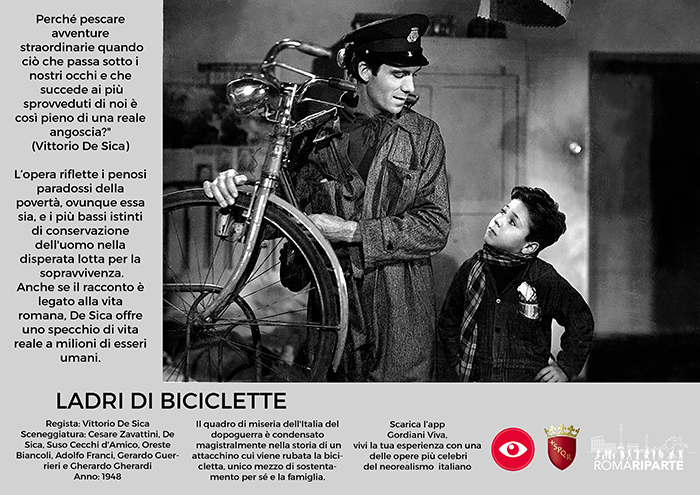 Perché pescare
avventure
straordinarie quando
ciò che passa sotto i
nostri occhi e che
succede ai più
sprovveduti di noi è
così pieno di una reale
angoscia?"
(Vittorio De Sica)
L'opera riflette i penosi
paradossi della
povertà, ovunque essa
sia, e i più bassi istinti
di conservazione
dell'uomo nella
disperata lotta per la
sopravvivenza.
Anche se il racconto è
legato alla vita
romana, De Sica offre
uno specchio di vita
reale a milioni di esseri
umani.
LADRI DI BICICLETTE
Regista: Vittorio De Sica
Sceneggiatura: Cesare Zavattini, De
Sica, Suso Cecchi d'Amico, Oreste
Biancoli, Adolfo Franci, Gerardo Guer-
rieri e Gherardo Gherardi
Anno: 1948
Il quadro di miseria dell'Italia del
dopoguerra è condensato
magistralmente nella storia di un
attacchino cui viene rubata la bici-
cletta, unico mezzo di sostenta-
mento per sé e la famiglia.
Scarica l'app
Gordiani Viva,
vivi la tua esperienza con una
delle opere più celebri
del neorealismo italiano
SPQR
ROMARIPARTE